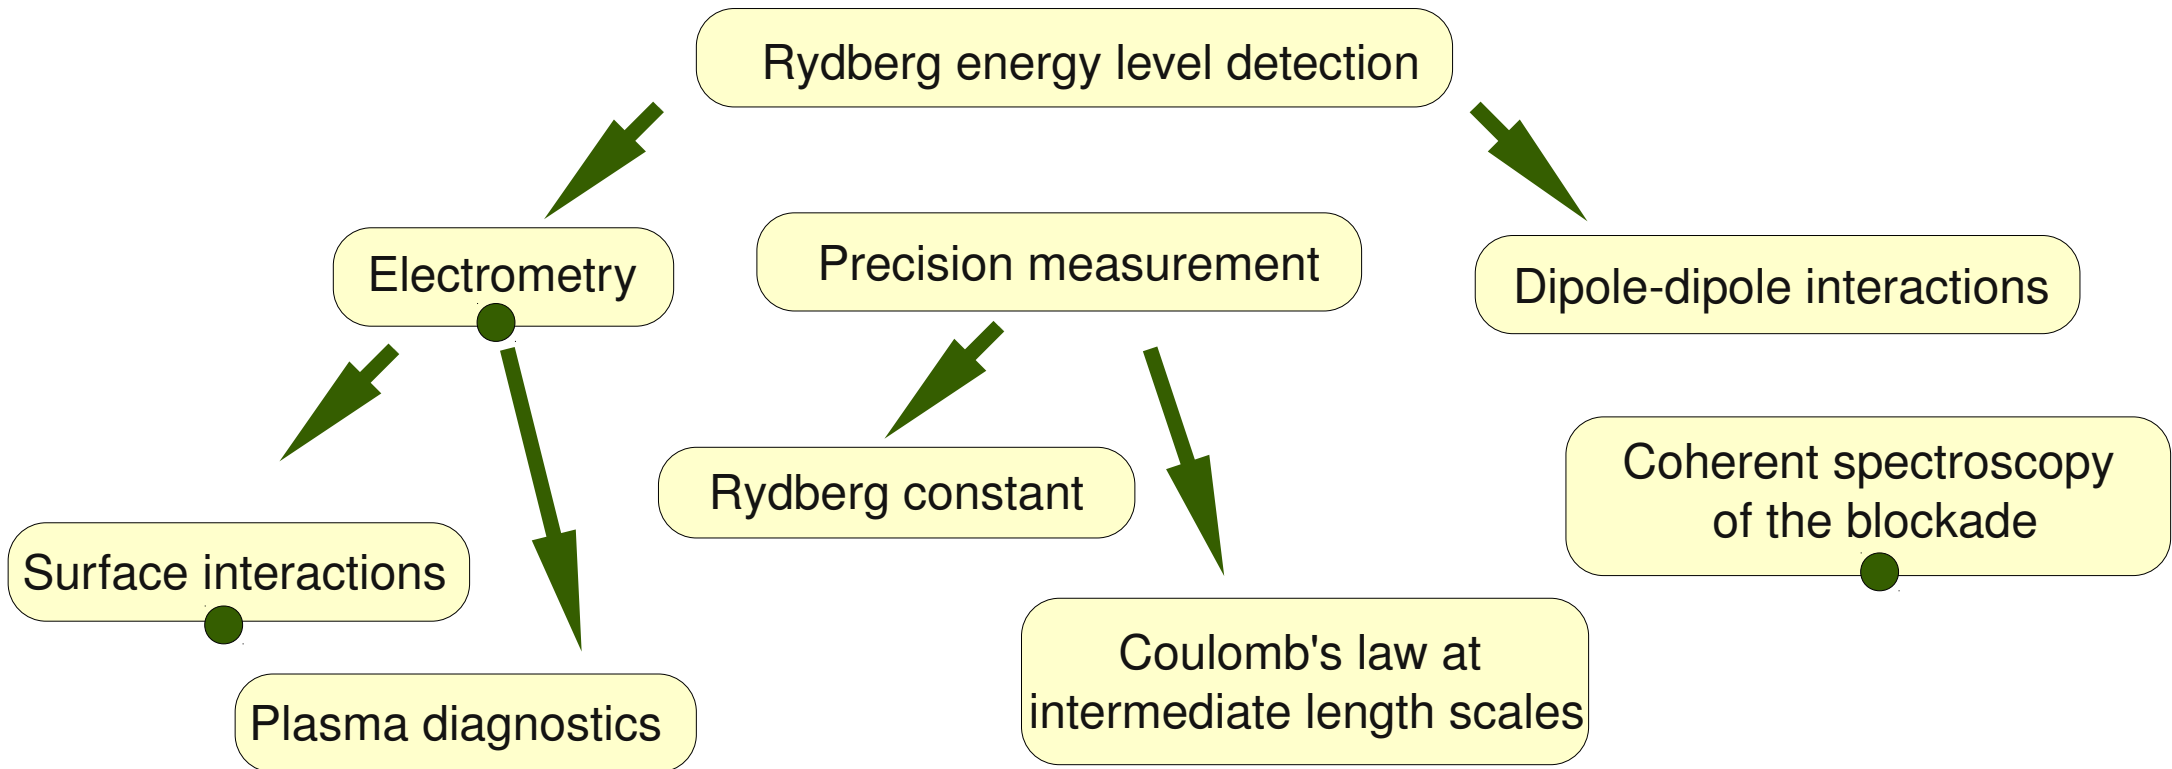 Rydberg energy level detection
Electrometry
Precision measurement
Dipole-dipole interactions
Coherent spectroscopy
of the blockade
Rydberg constant
Surface interactions
Coulomb's law at
intermediate length scales
Plasma diagnostics